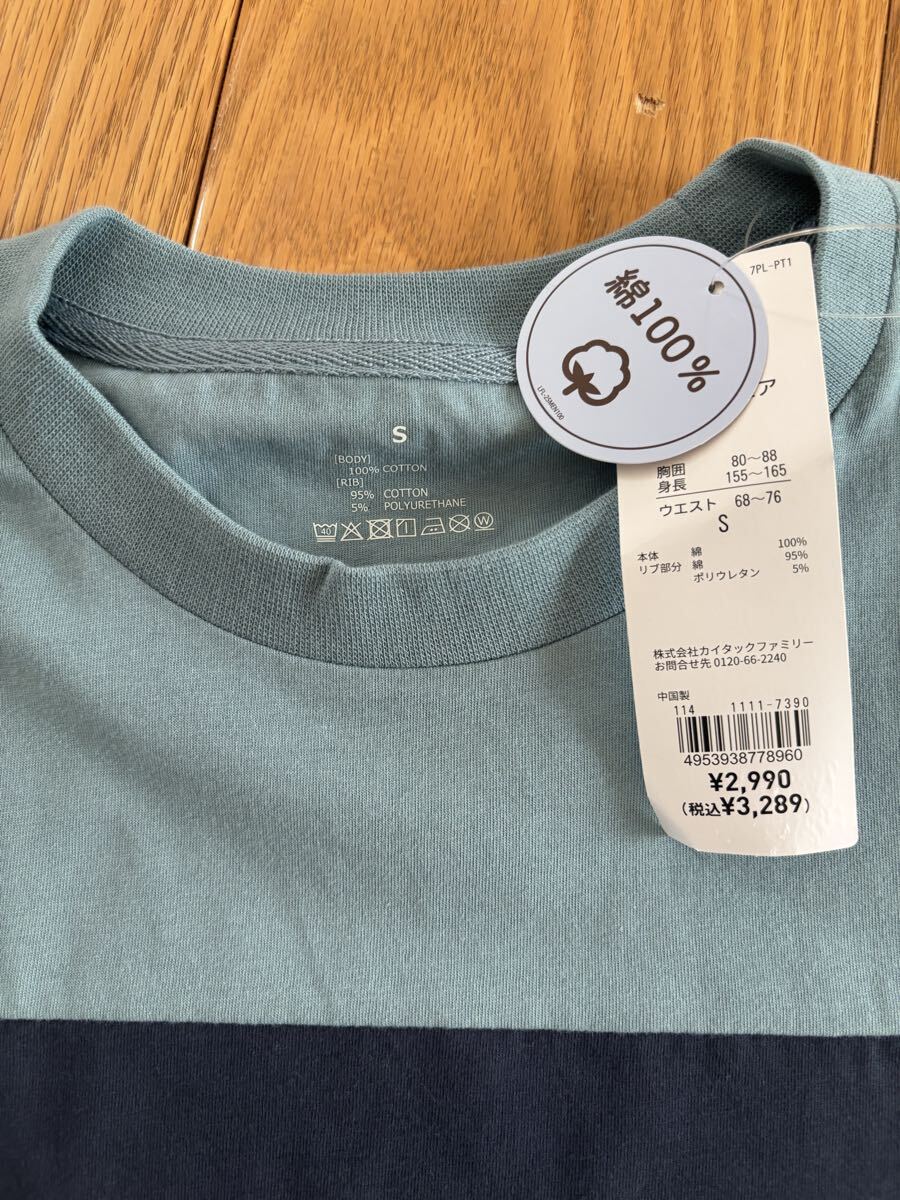 S
[BODY]
100% COTTON
[RIB]
95% COTTON
5% POLYURETHANE
40
W
綿100%
LFL-25MEN100
7PL-PT1
ア
胸囲 80〜88
身長 155〜165
ウエスト 68〜76
S
本体 綿 100%
リブ部分 綿 95%
ポリウレタン 5%
株式会社カイタックファミリー
お問合せ先 0120-66-2240
中国製
114 1111-7390
4953938778960
¥2,990
(税込¥3,289)